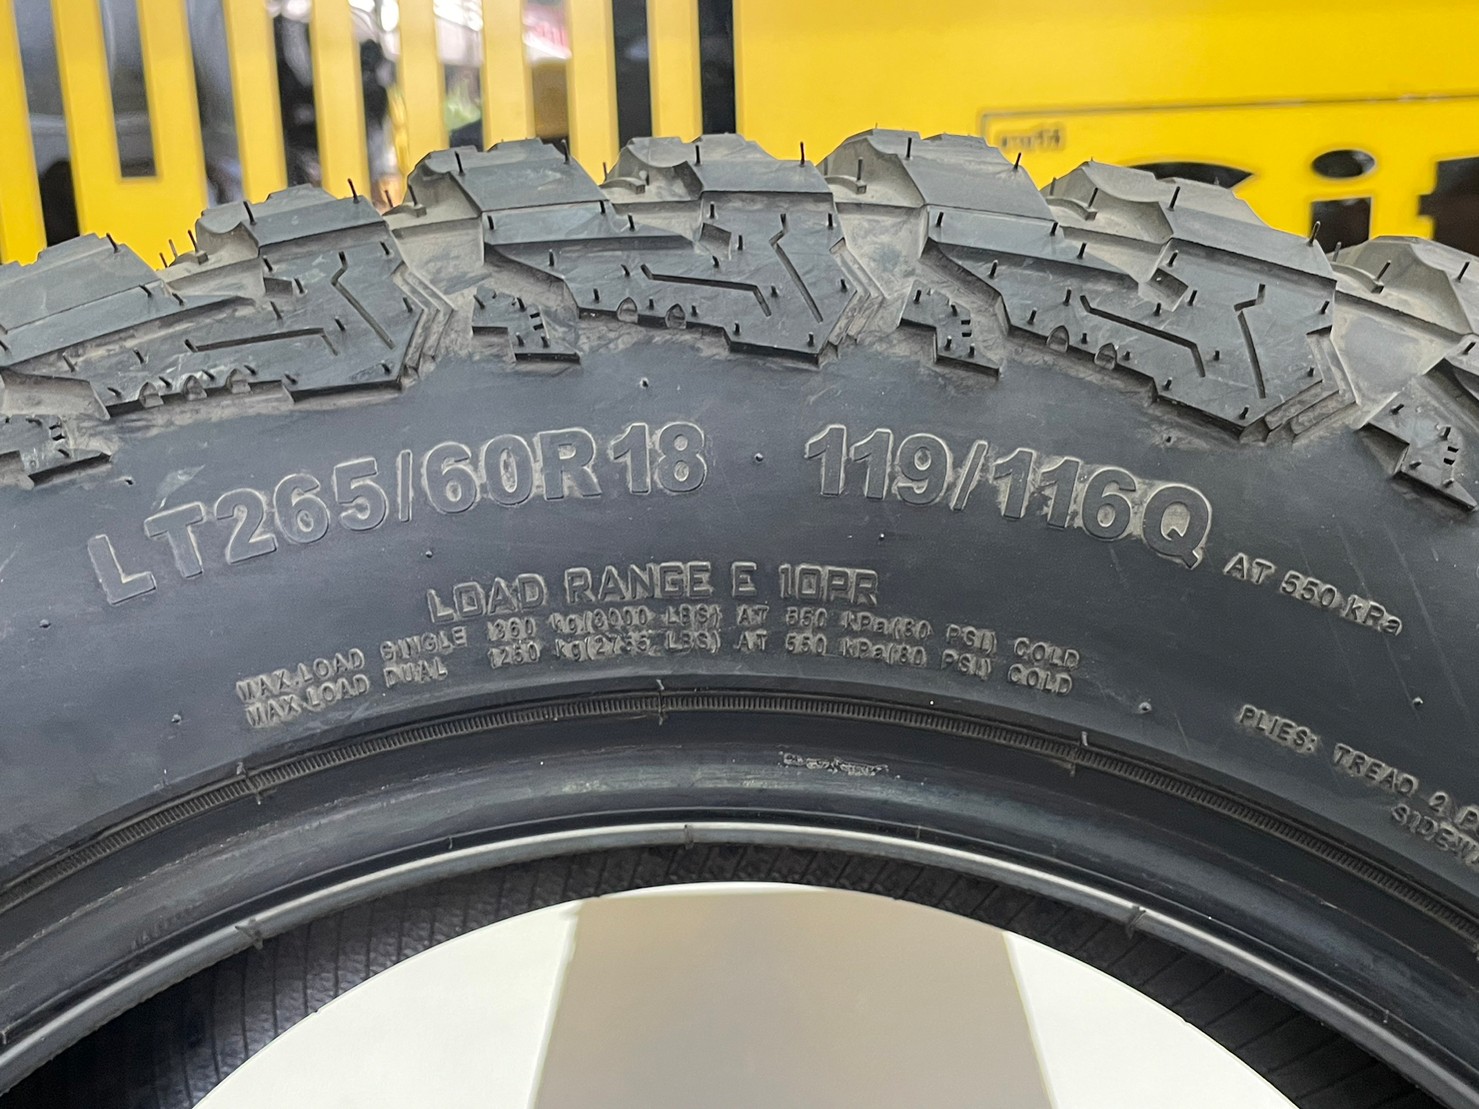 LT265/60R18 119/116Q AT 550 kPa
LOAD RANGE E 10PR
MAX.LOAD SINGLE 1360 kg(3000 LBS) AT 550 kPa(80 PSI) COLD
MAX.LOAD DUAL 1250 kg(2755 LBS) AT 550 kPa(80 PSI) COLD
PLIES: TREAD 2